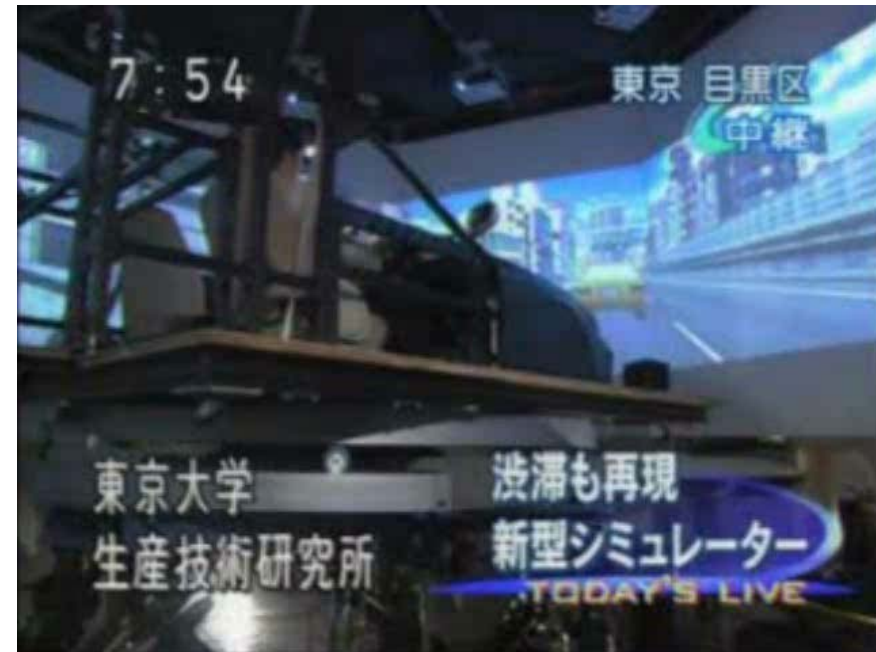 7:54
東京 目黒区
中継
東京大学
生産技術研究所
渋滞も再現
新型シミュレーター
TODAY'S LIVE